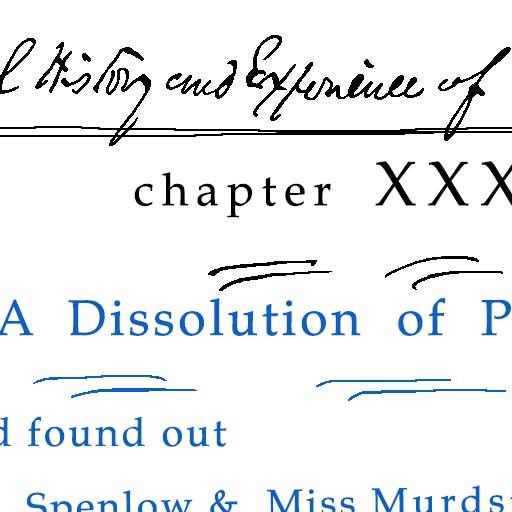 l History and Experience of
chapter XXX
A Dissolution of P
d found out
Spenlow & Miss Murds